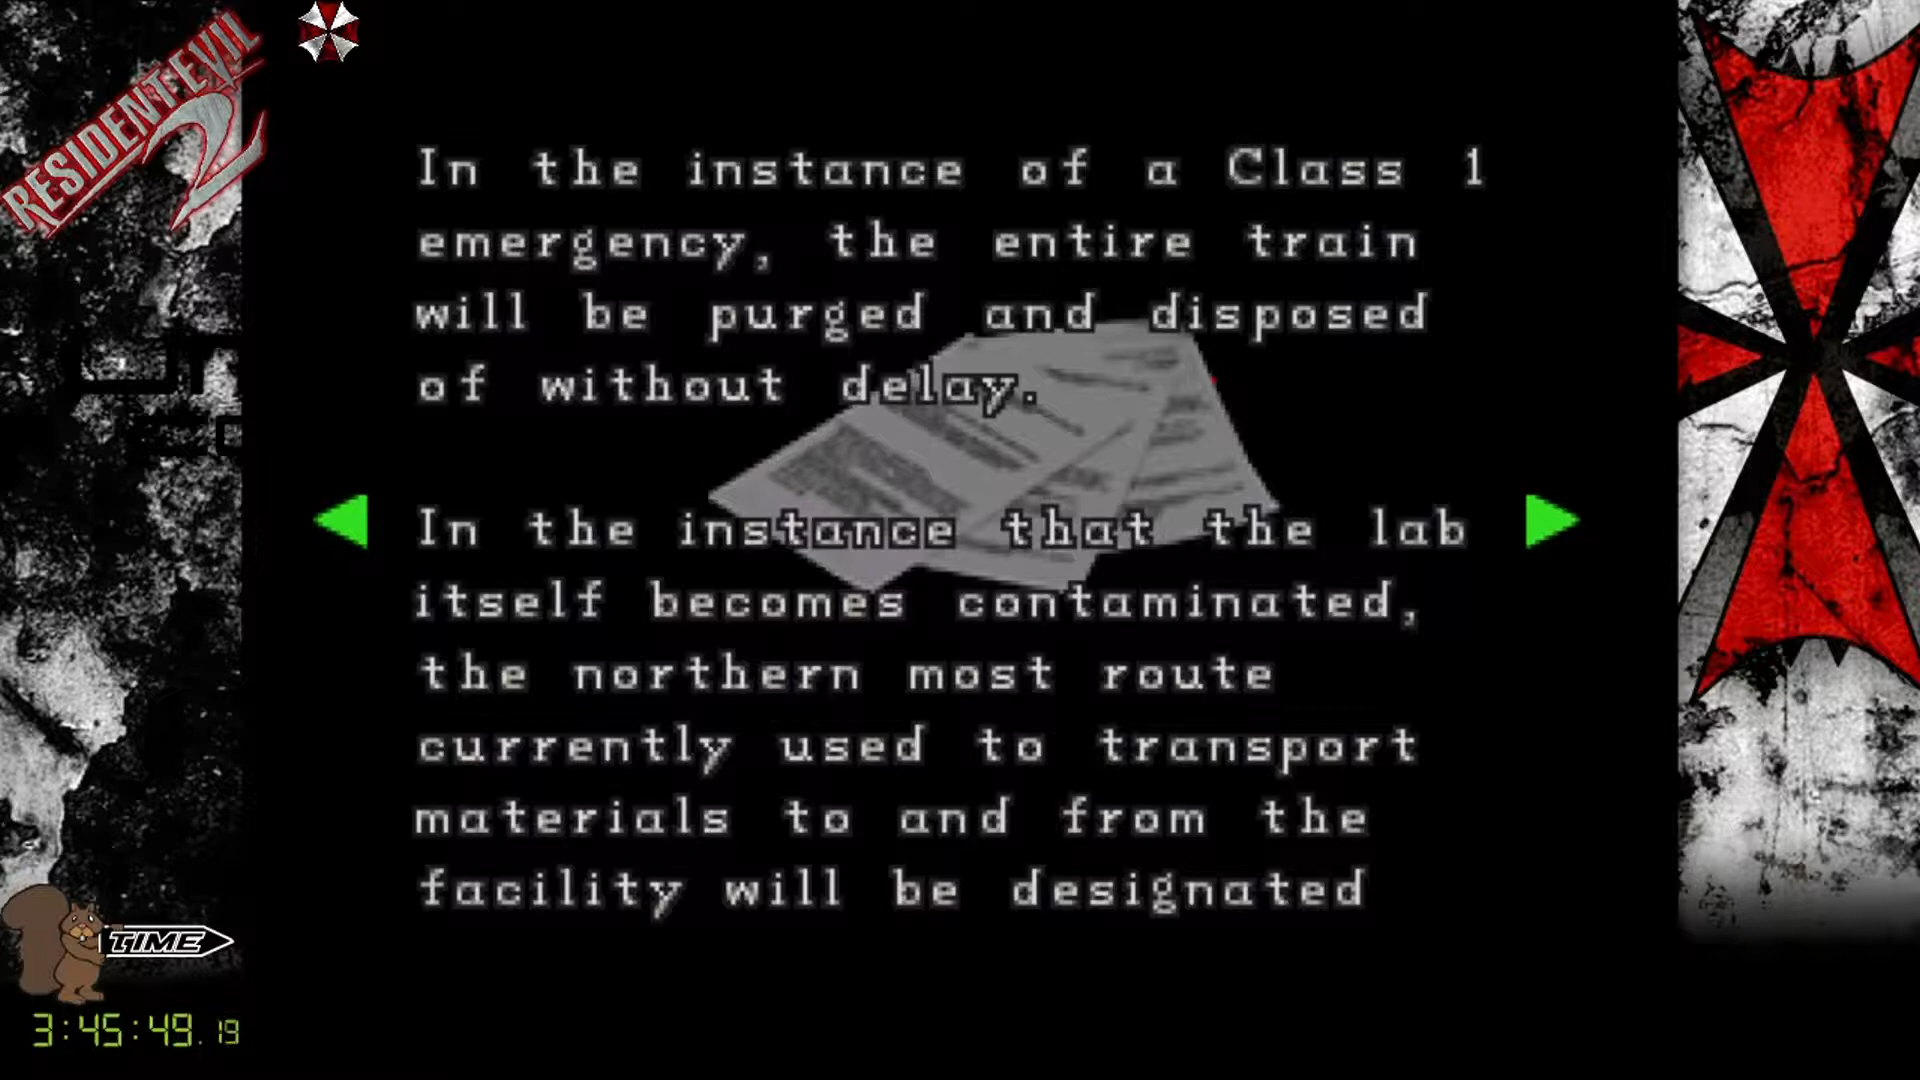 RESIDENT EVIL
2
In the instance of a Class 1
emergency, the entire train
will be purged and disposed
of without delay.
In the instance that the lab
itself becomes contaminated,
the northern most route
currently used to transport
materials to and from the
facility will be designated
TIME
3:45:49.19